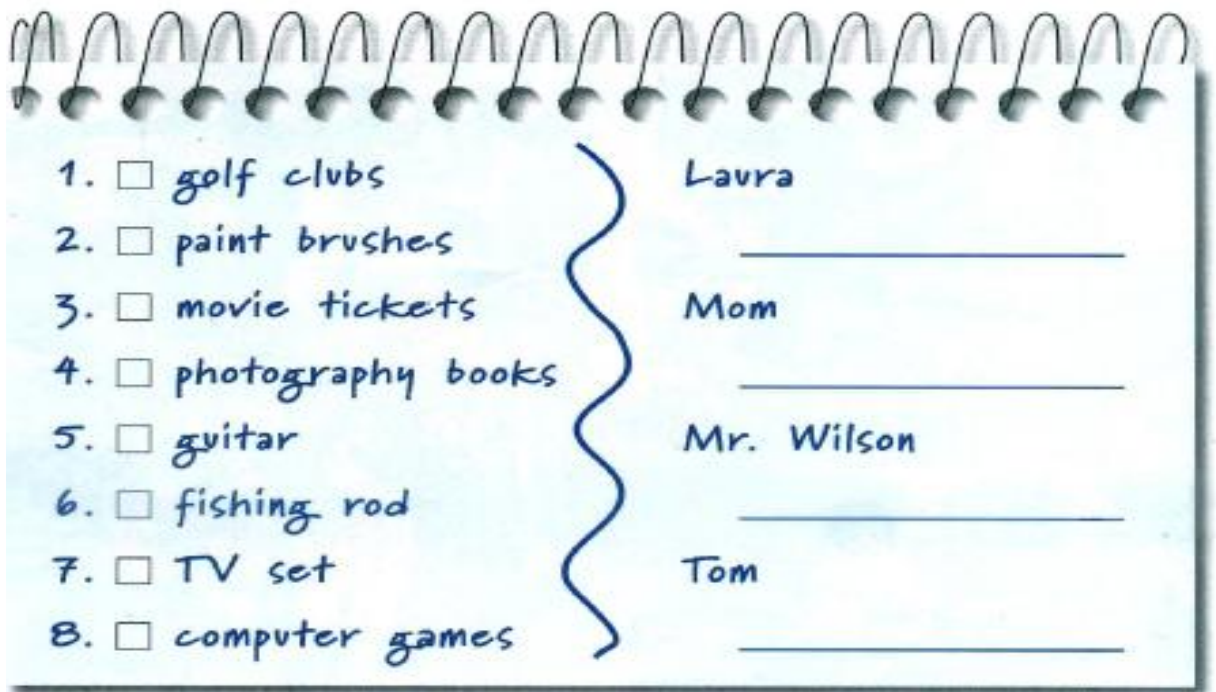 1. golf clubs
2. paint brushes
3. movie tickets
4. photography books
5. guitar
6. fishing rod
7. TV set
8. computer games
Laura
Mom
Mr. Wilson
Tom